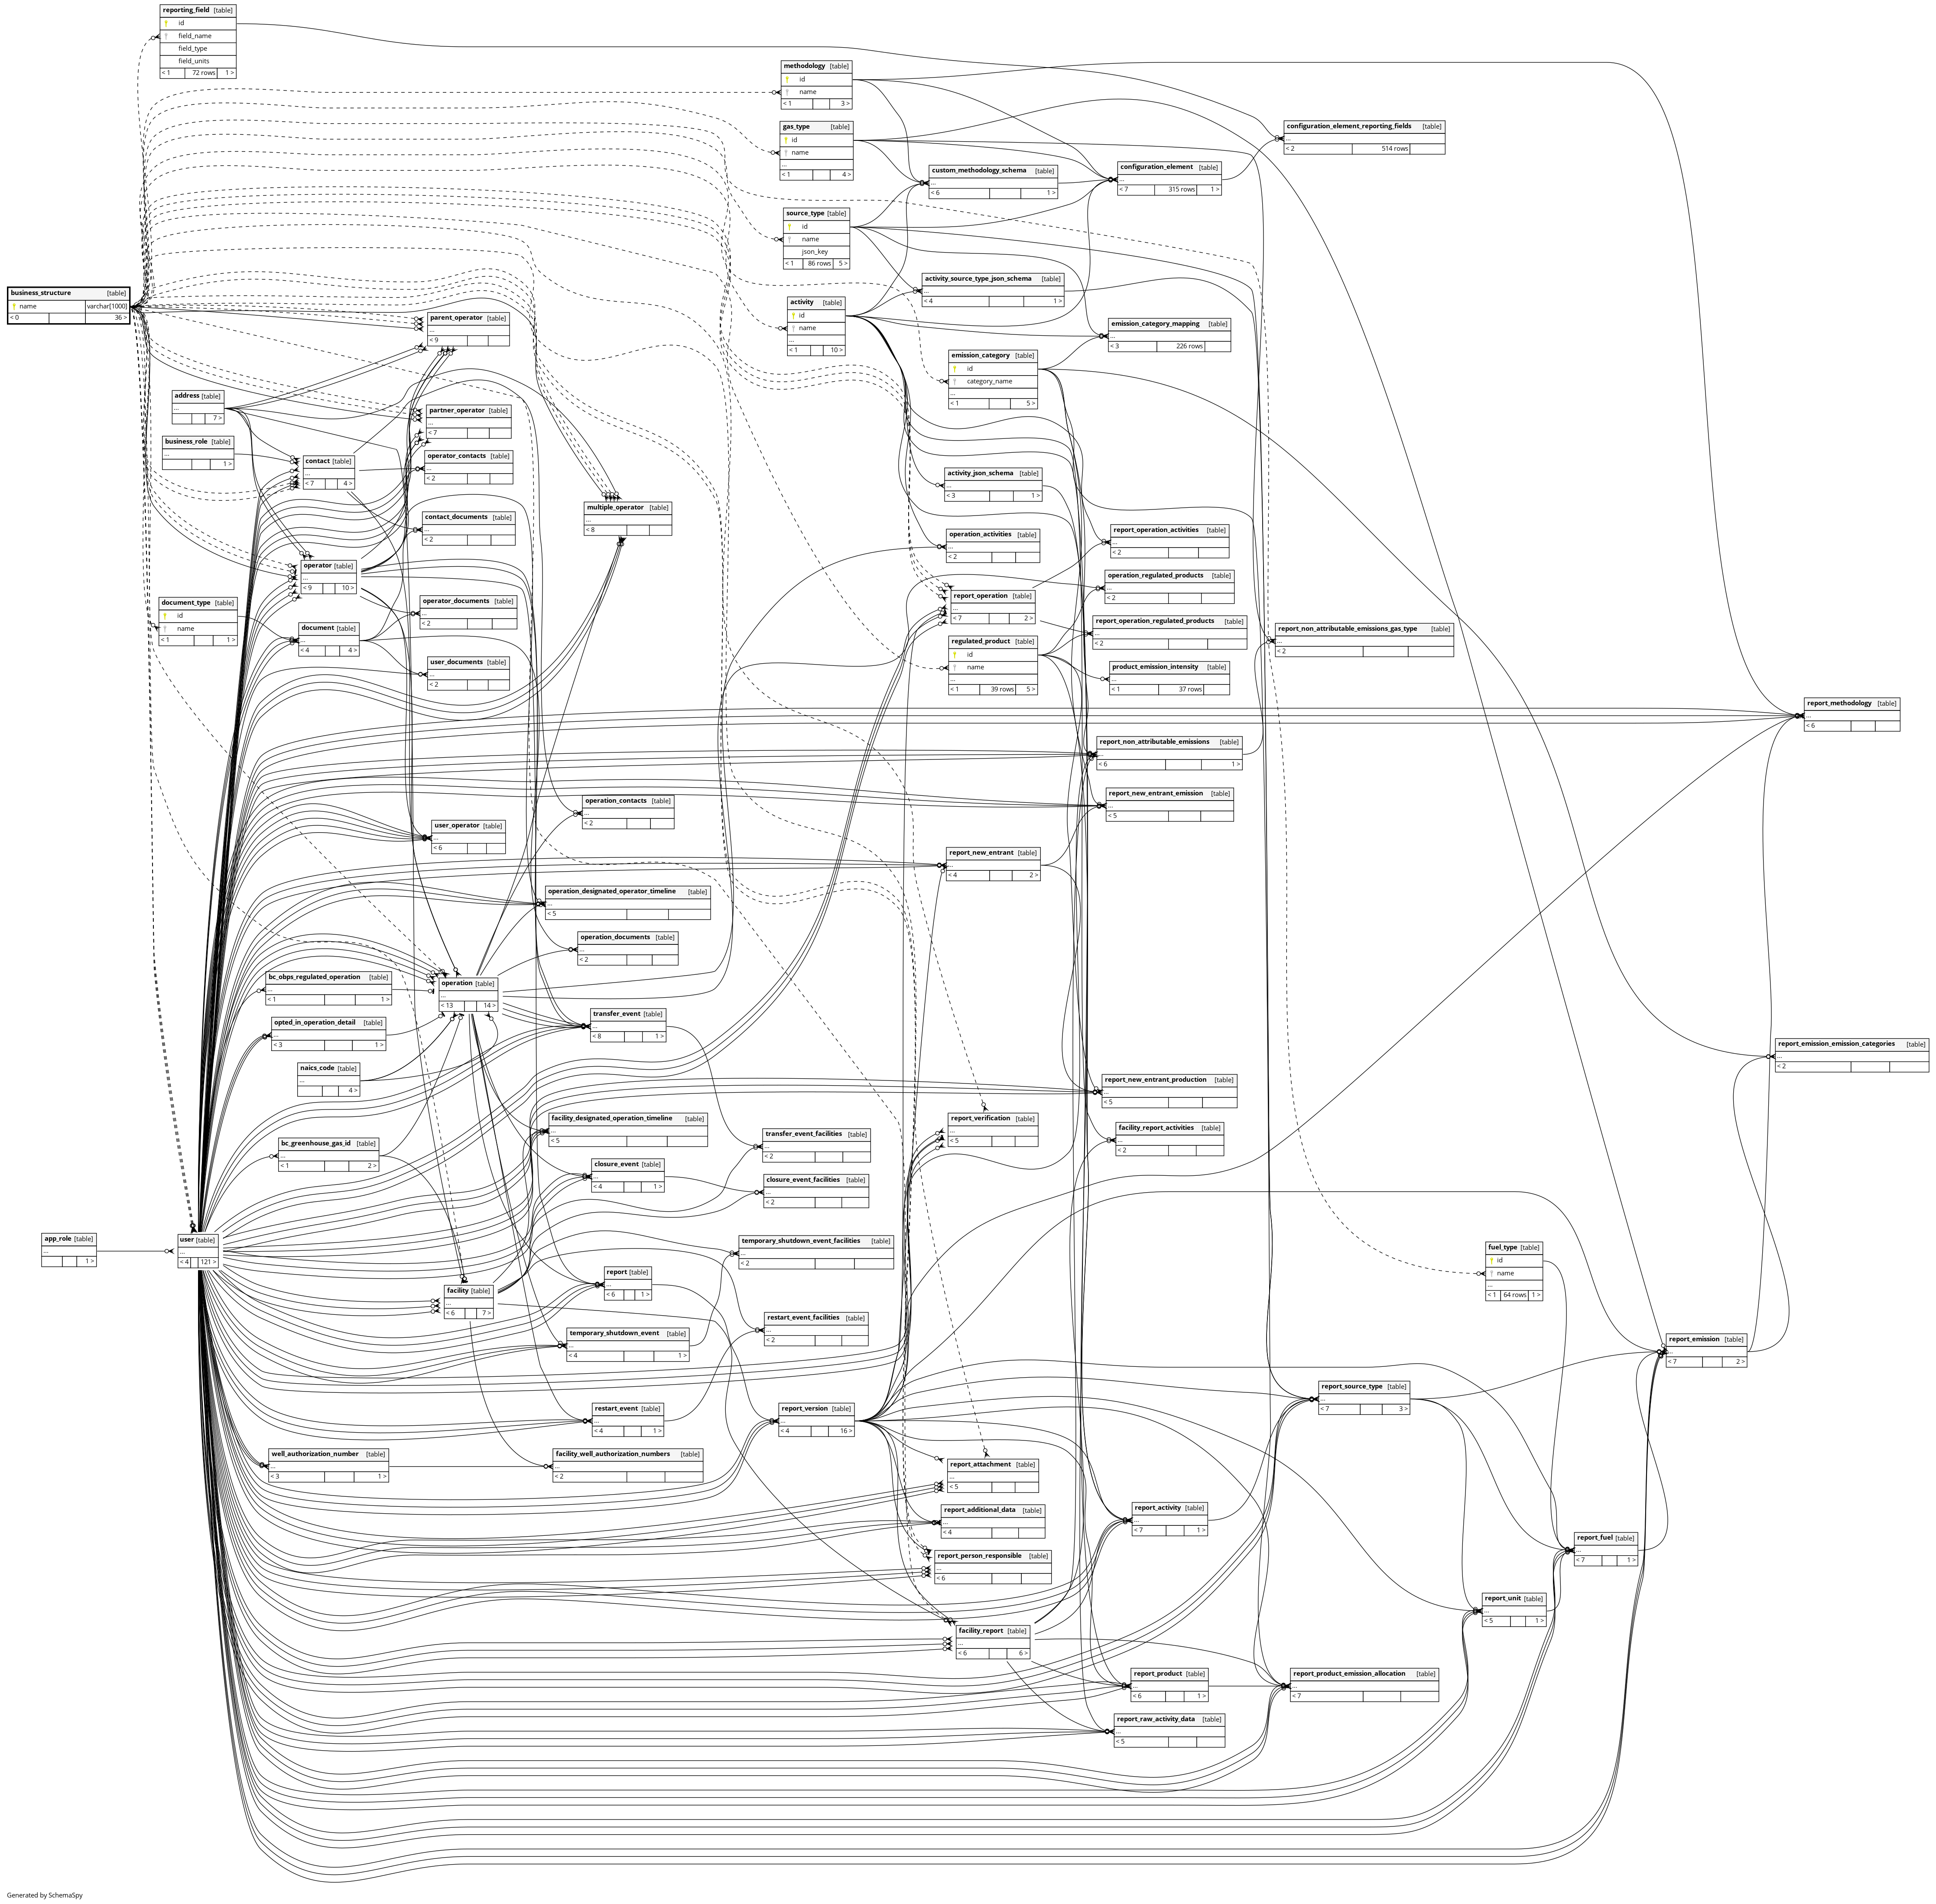 reporting_field [table]
id
field_name
field_type
field_units
< 1 72 rows 1 >
methodology [table]
id
name
< 1 3 >
gas_type [table]
id
name
...
< 1 4 >
configuration_element_reporting_fields [table]
...
< 2 514 rows
custom_methodology_schema [table]
...
< 6 1 >
configuration_element [table]
...
< 7 315 rows 1 >
source_type [table]
id
name
json_key
< 1 86 rows 5 >
activity_source_type_json_schema [table]
...
< 4 1 >
business_structure [table]
name varchar[1000]
< 0 36 >
activity [table]
id
name
...
< 1 10 >
parent_operator [table]
...
< 9
emission_category_mapping [table]
...
< 3 226 rows
emission_category [table]
id
category_name
...
< 1 5 >
address [table]
...
7 >
partner_operator [table]
...
< 7
business_role [table]
...
1 >
contact [table]
...
< 7 4 >
operator_contacts [table]
...
< 2
activity_json_schema [table]
...
< 3 1 >
multiple_operator [table]
...
< 8
contact_documents [table]
...
< 2
operation_activities [table]
...
< 2
report_operation_activities [table]
...
< 2
operator [table]
...
< 9 10 >
operation_regulated_products [table]
...
< 2
document_type [table]
id
name
< 1 1 >
operator_documents [table]
...
< 2
report_operation [table]
...
< 7 2 >
report_operation_regulated_products [table]
...
< 2
document [table]
...
< 4 4 >
report_non_attributable_emissions_gas_type [table]
...
< 2
regulated_product [table]
id
name
...
< 1 39 rows 5 >
user_documents [table]
...
< 2
product_emission_intensity [table]
...
< 1 37 rows
report_methodology [table]
...
< 6
report_non_attributable_emissions [table]
...
< 6 1 >
report_new_entrant_emission [table]
...
< 5
operation_contacts [table]
...
< 2
user_operator [table]
...
< 6
report_new_entrant [table]
...
< 4 2 >
operation_designated_operator_timeline [table]
...
< 5
operation_documents [table]
...
< 2
bc_obps_regulated_operation [table]
...
< 1 1 >
operation [table]
...
< 13 14 >
transfer_event [table]
...
< 8 1 >
opted_in_operation_detail [table]
...
< 3 1 >
report_emission_emission_categories [table]
...
< 2
naics_code [table]
...
4 >
report_new_entrant_production [table]
...
< 5
facility_designated_operation_timeline [table]
...
< 5
report_verification [table]
...
< 5
facility_report_activities [table]
...
< 2
transfer_event_facilities [table]
...
< 2
bc_greenhouse_gas_id [table]
...
< 1 2 >
closure_event [table]
...
< 4 1 >
closure_event_facilities [table]
...
< 2
app_role [table]
...
1 >
user [table]
...
< 4 121 >
temporary_shutdown_event_facilities [table]
...
< 2
fuel_type [table]
id
name
...
< 1 64 rows 1 >
report [table]
...
< 6 1 >
facility [table]
...
< 6 7 >
restart_event_facilities [table]
...
< 2
temporary_shutdown_event [table]
...
< 4 1 >
report_emission [table]
...
< 7 2 >
report_source_type [table]
...
< 7 3 >
restart_event [table]
...
< 4 1 >
report_version [table]
...
< 4 16 >
well_authorization_number [table]
...
< 3 1 >
facility_well_authorization_numbers [table]
...
< 2
report_attachment [table]
...
< 5
report_additional_data [table]
...
< 4
report_activity [table]
...
< 7 1 >
report_fuel [table]
...
< 7 1 >
report_person_responsible [table]
...
< 6
report_unit [table]
...
< 5 1 >
facility_report [table]
...
< 6 6 >
report_product [table]
...
< 6 1 >
report_product_emission_allocation [table]
...
< 7
report_raw_activity_data [table]
...
< 5
Generated by SchemaSpy